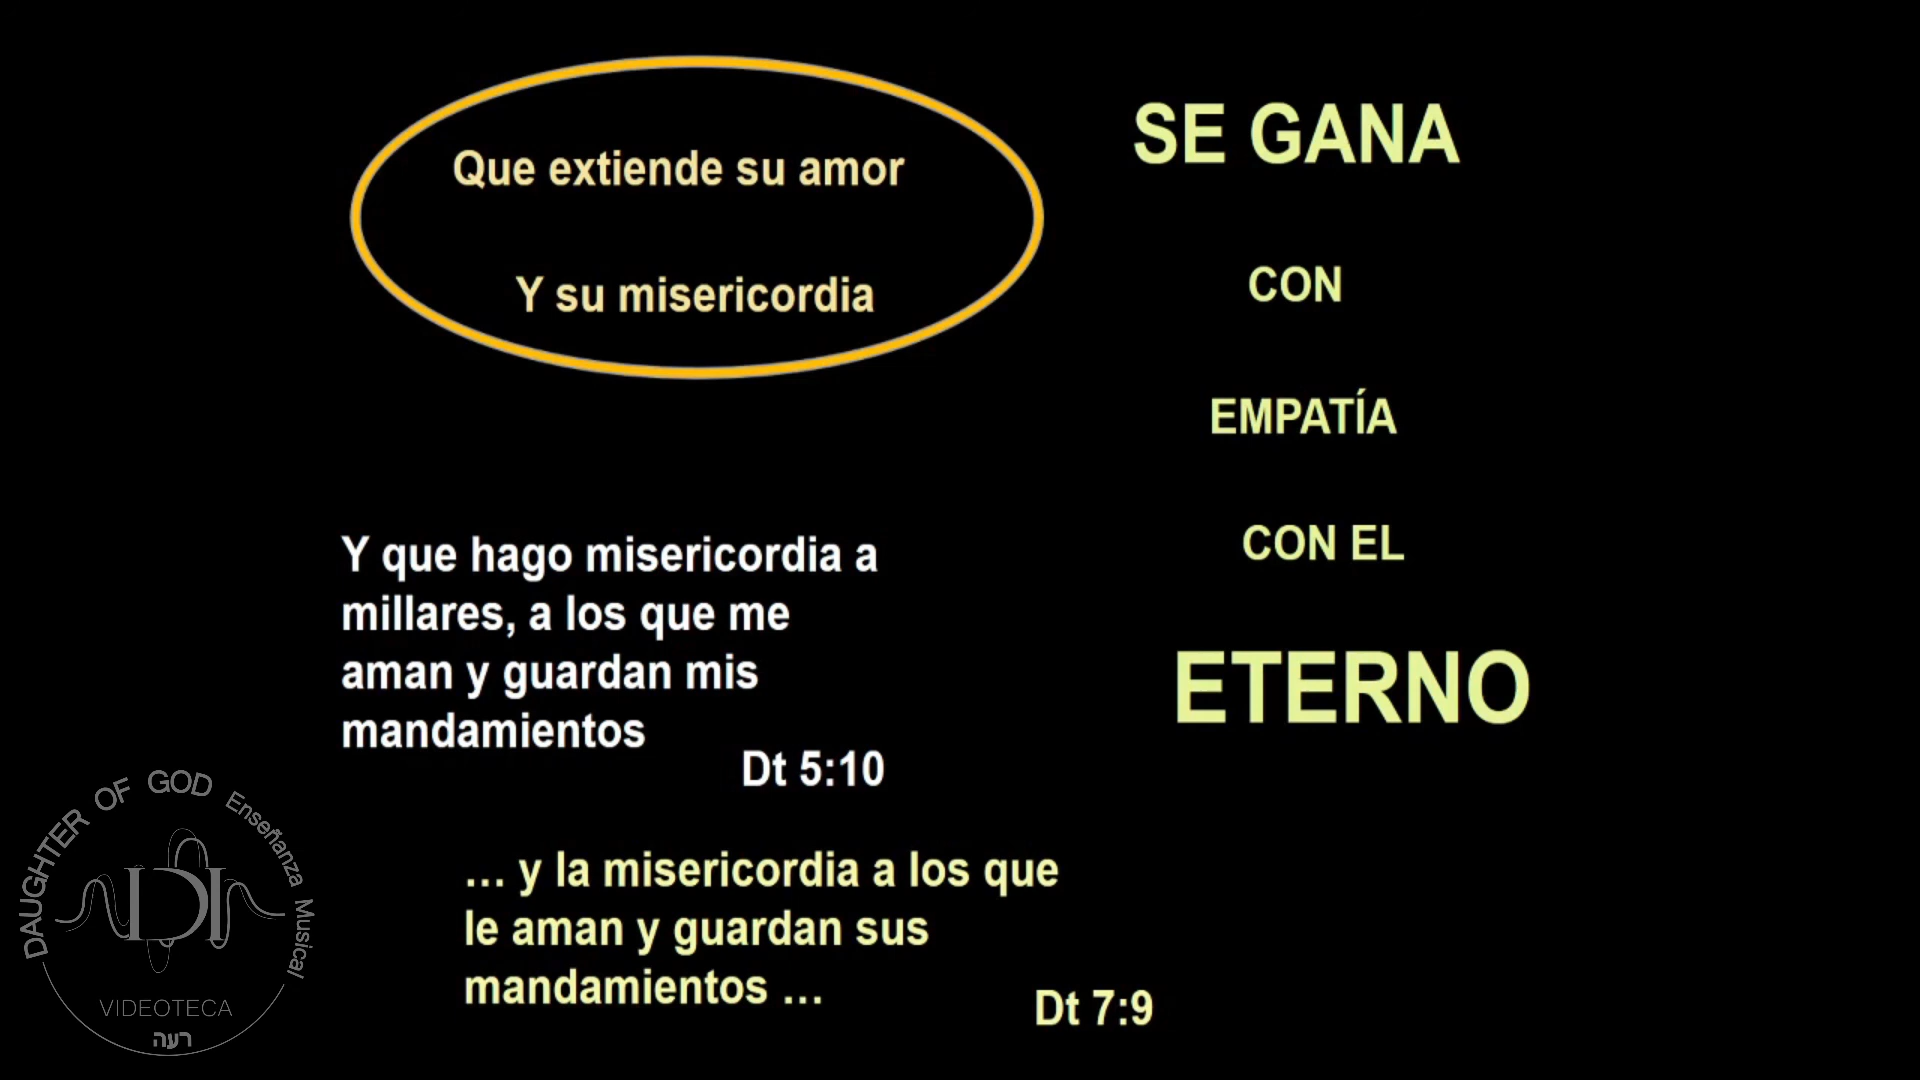 Que extiende su amor
Y su misericordia
SE GANA
CON
EMPATÍA
CON EL
ETERNO
Y que hago misericordia a
millares, a los que me
aman y guardan mis
mandamientos
Dt 5:10
… y la misericordia a los que
le aman y guardan sus
mandamientos …
Dt 7:9
DAUGHTER OF GOD Enseñanza Musical
VIDEOTECA
רעה